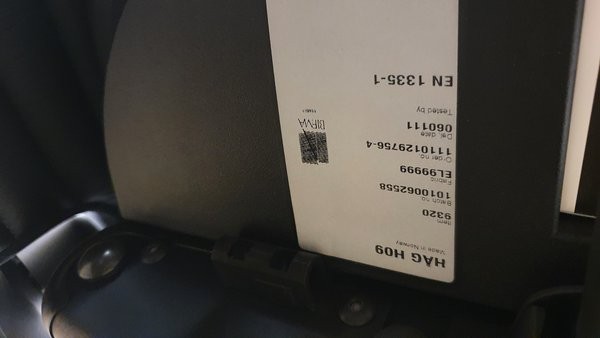 HÅG H09
Made in Norway
Item
9320
Batch no.
1010062558
Fabric
EL99999
Order no.
1110129756-4
Del. date
060111
Tested by
EN 1335-1
BIFMA